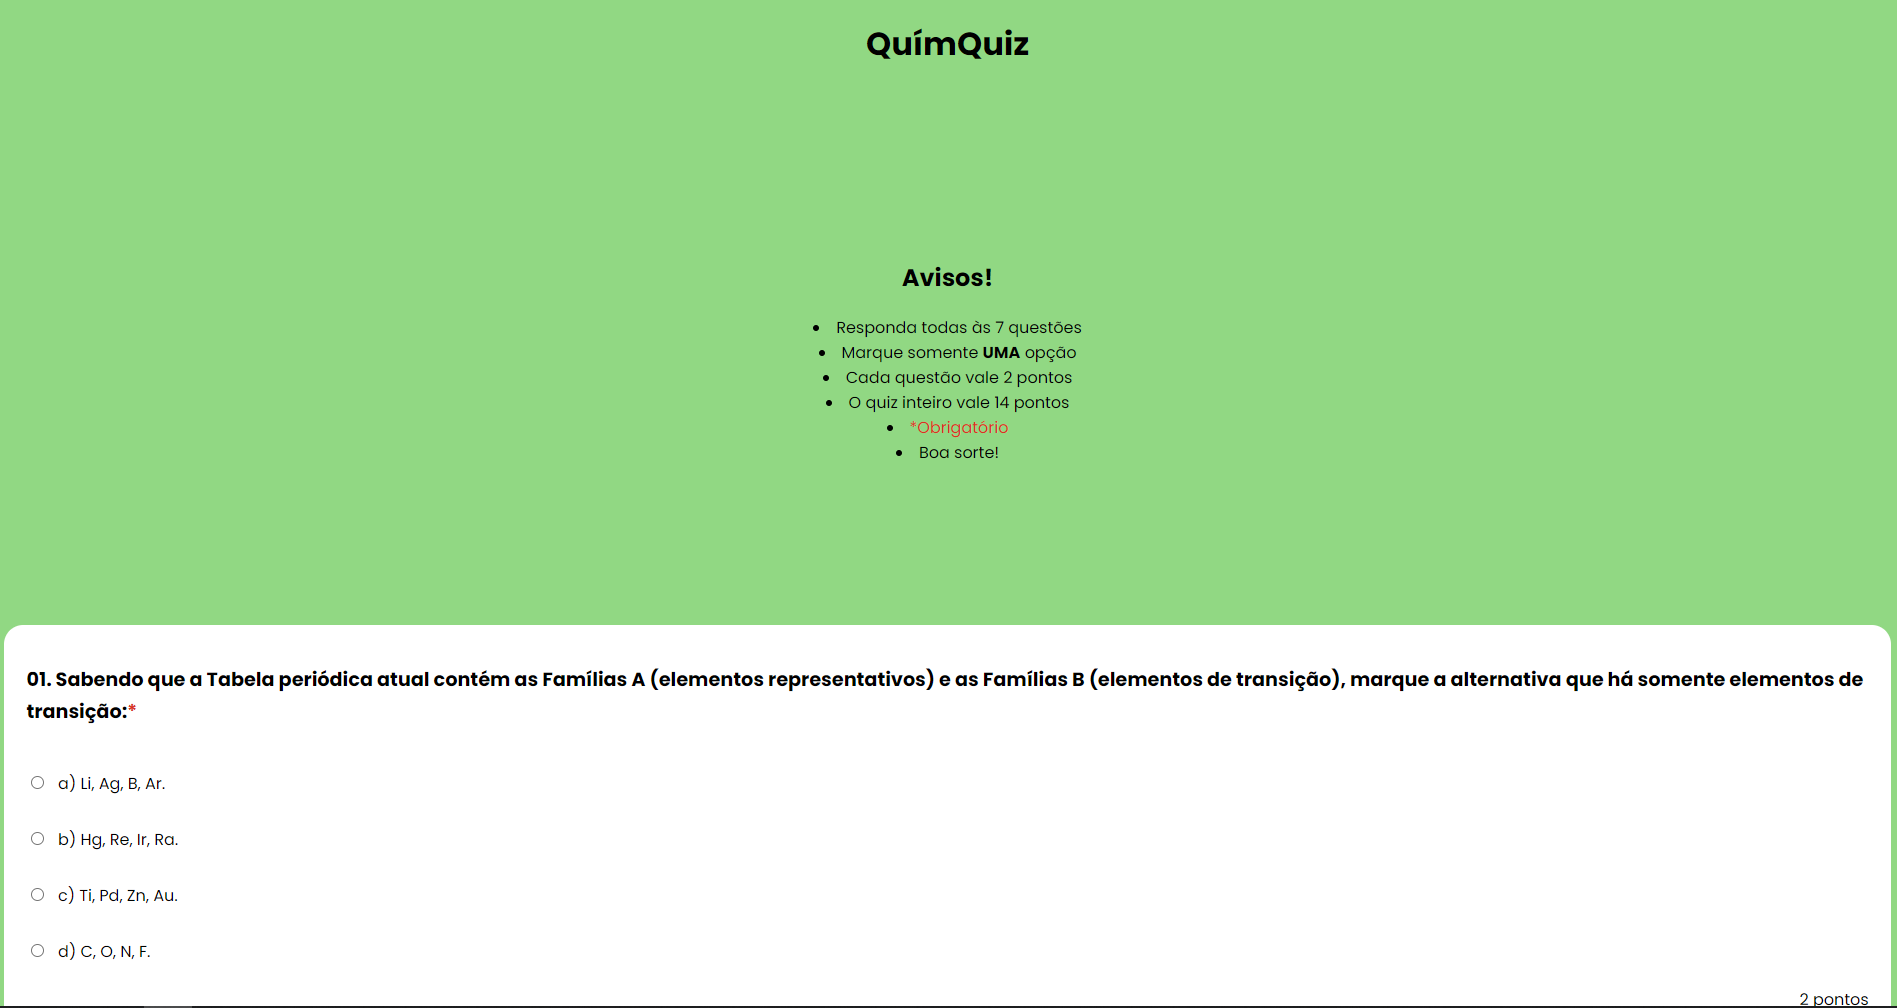 QuímQuiz
Avisos!
• Responda todas às 7 questões
• Marque somente UMA opção
• Cada questão vale 2 pontos
• O quiz inteiro vale 14 pontos
• *Obrigatório
• Boa sorte!
01. Sabendo que a Tabela periódica atual contém as Famílias A (elementos representativos) e as Famílias B (elementos de transição), marque a alternativa que há somente elementos de
transição:*
a) Li, Ag, B, Ar.
b) Hg, Re, Ir, Ra.
c) Ti, Pd, Zn, Au.
d) C, O, N, F.
2 pontos